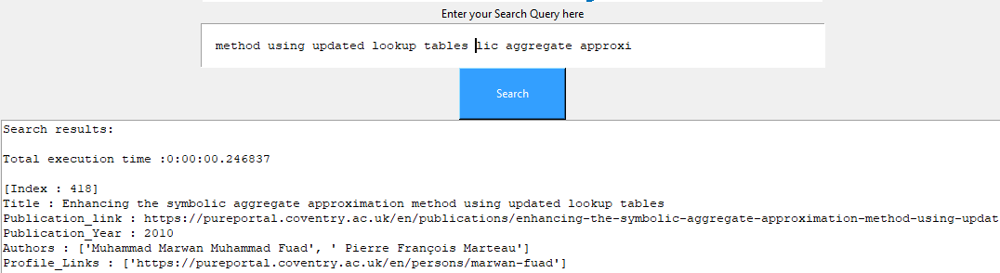 Enter your Search Query here
method using updated lookup tables lic aggregate approxi
Search
Search results:
Total execution time :0:00:00.246837
[Index : 418]
Title : Enhancing the symbolic aggregate approximation method using updated lookup tables
Publication_link : https://pureportal.coventry.ac.uk/en/publications/enhancing-the-symbolic-aggregate-approximation-method-using-updat
Publication_Year : 2010
Authors : ['Muhammad Marwan Muhammad Fuad', ' Pierre François Marteau']
Profile_Links : ['https://pureportal.coventry.ac.uk/en/persons/marwan-fuad']